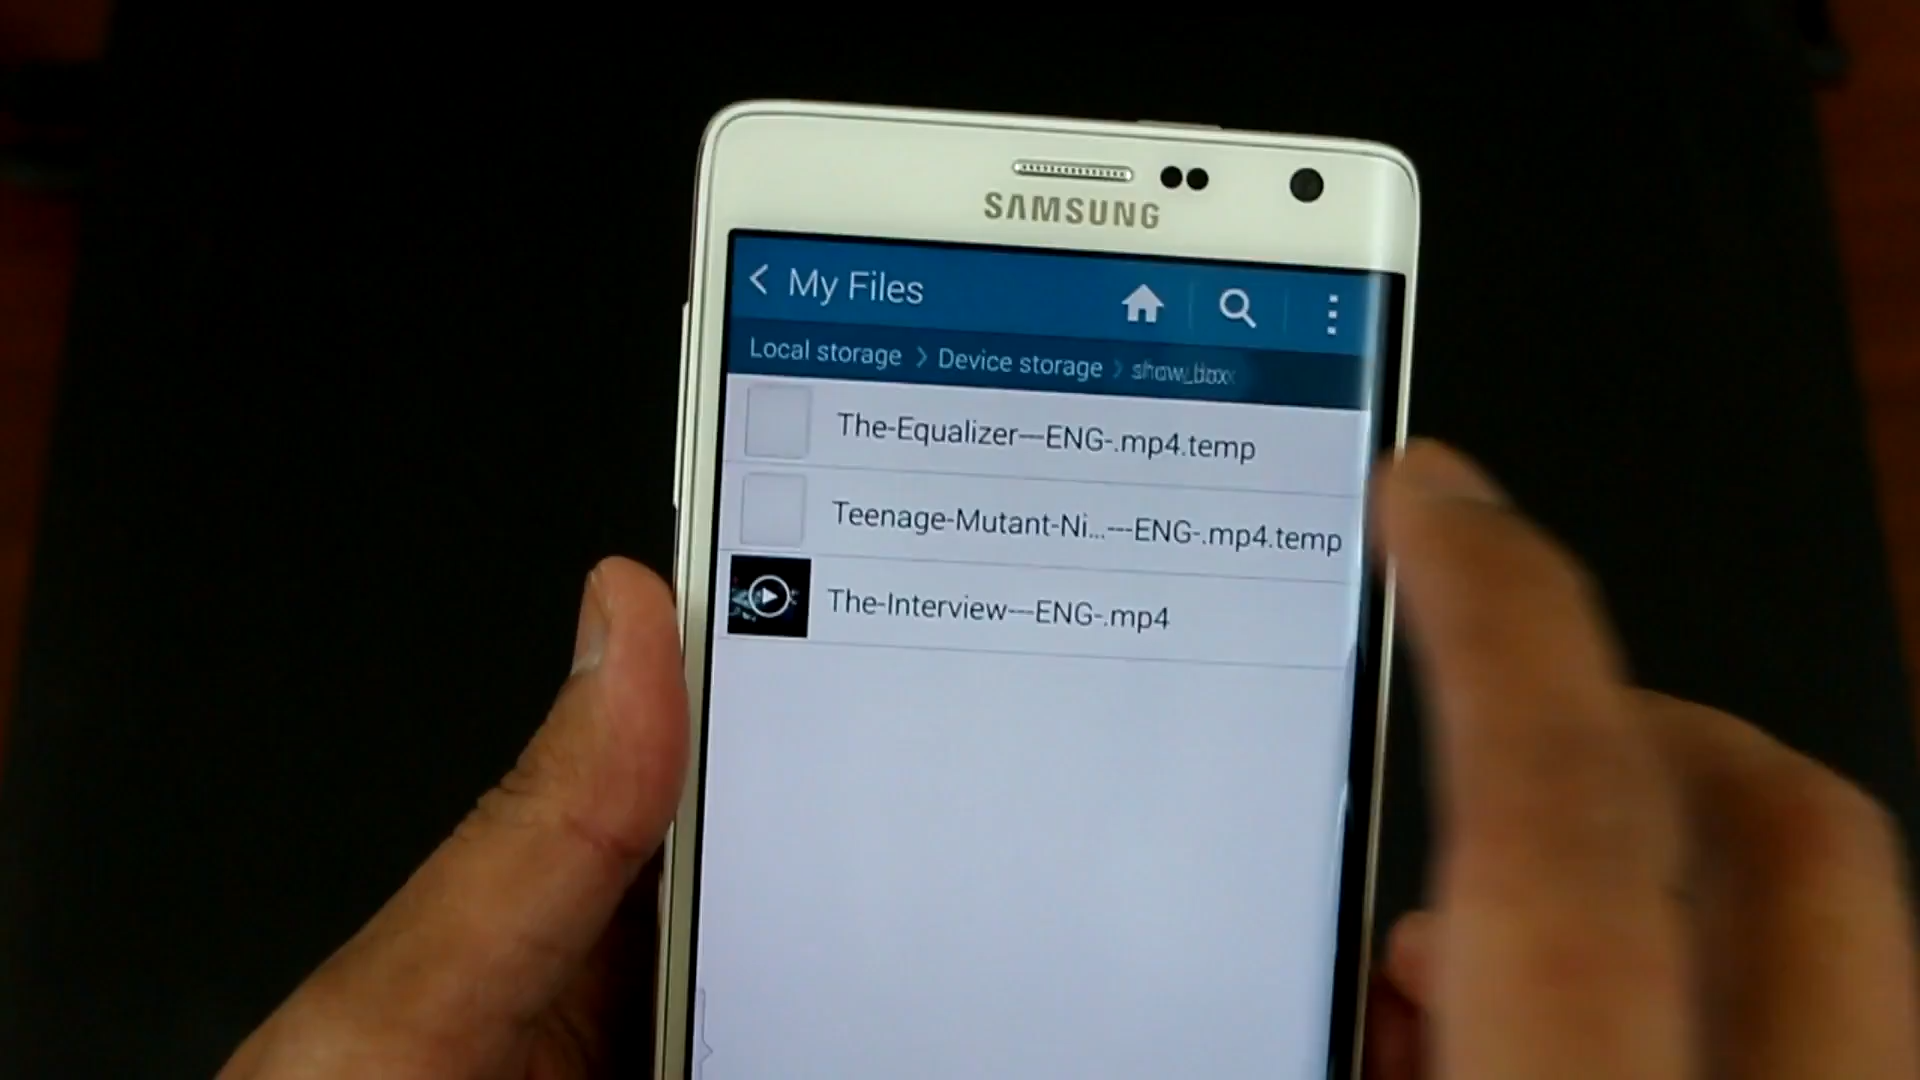 SAMSUNG
My Files
Local storage > Device storage > show_box
The-Equalizer---ENG-.mp4.temp
Teenage-Mutant-Ni...---ENG-.mp4.temp
The-Interview---ENG-.mp4